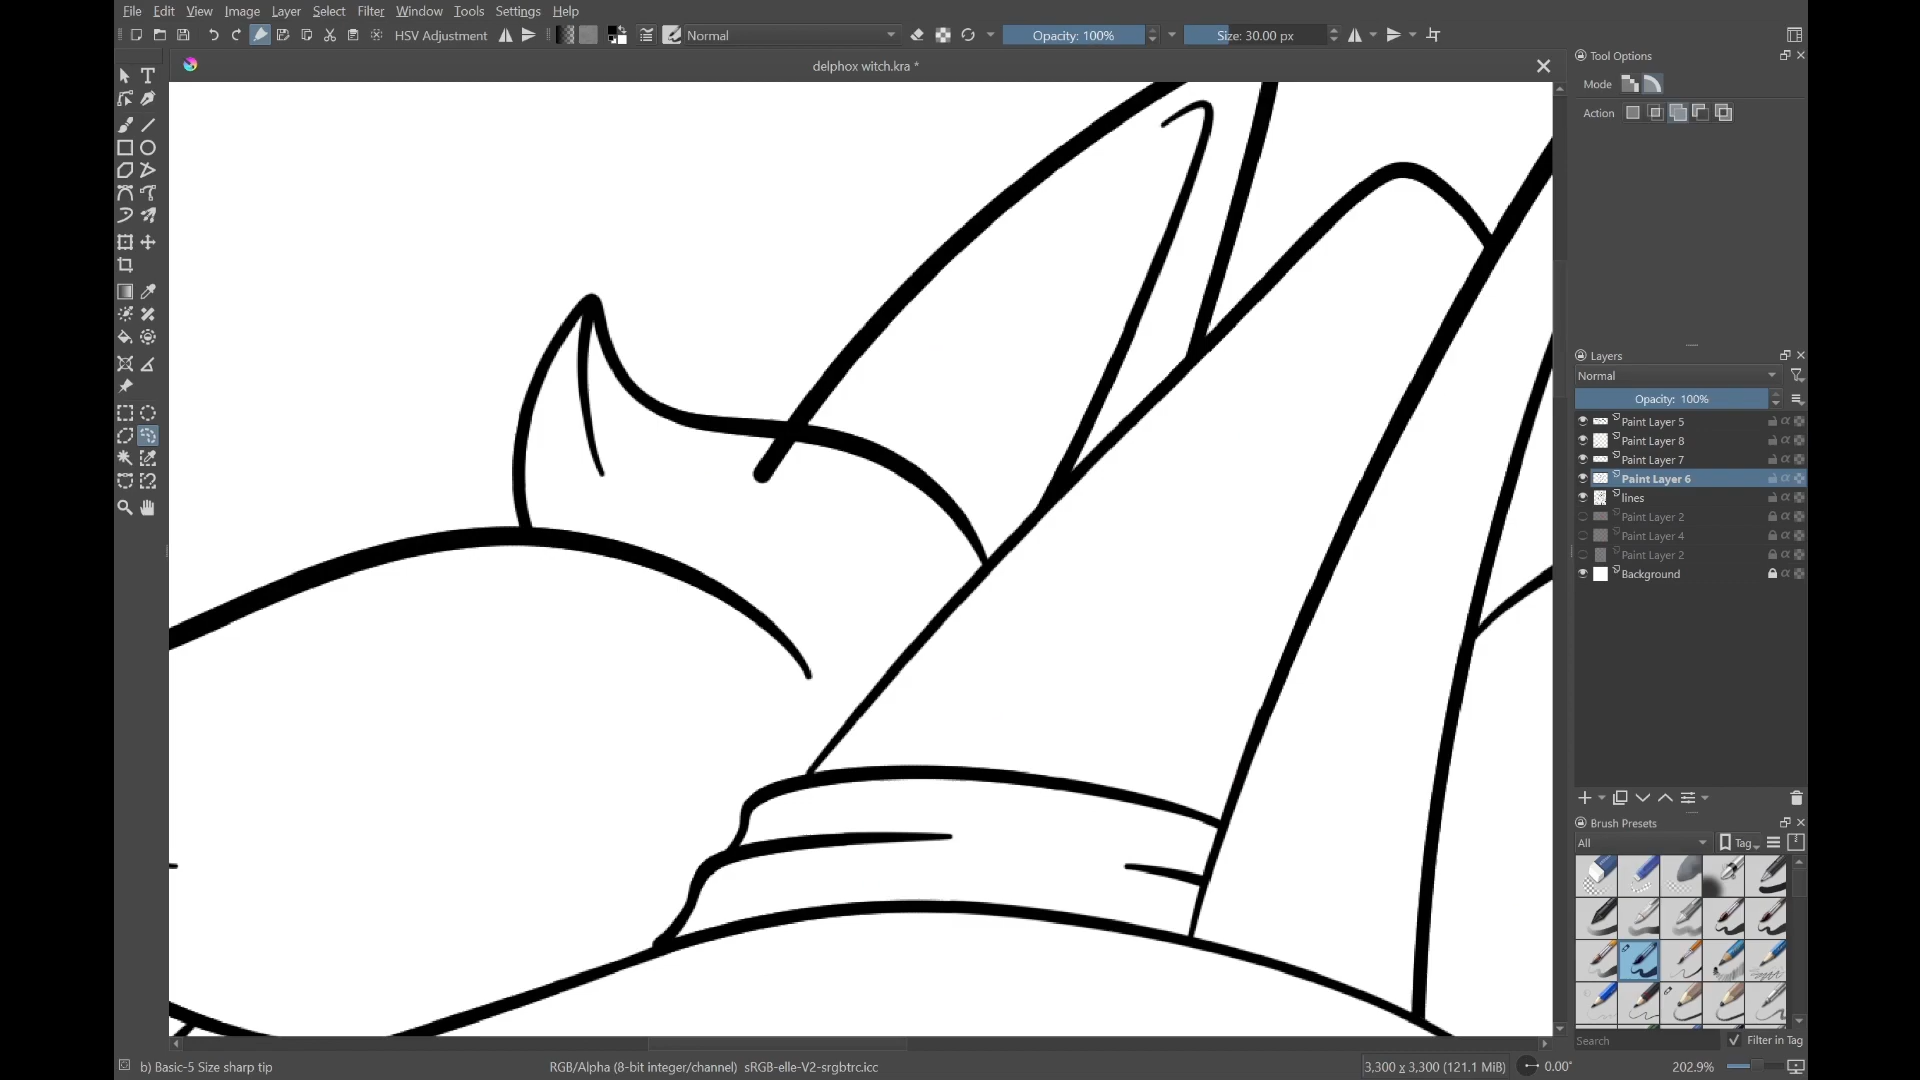 File Edit View Image Layer Select Filter Window Tools Settings Help
HSV Adjustment Normal Opacity: 100% Size: 30.00 px
delphox witch.kra *
Tool Options
Mode
Action
Layers
Normal
Opacity: 100%
Paint Layer 5
Paint Layer 8
Paint Layer 7
Paint Layer 6
lines
Paint Layer 2
Paint Layer 4
Paint Layer 2
Background
Brush Presets
All Tag
Search Filter in Tag
b) Basic-5 Size sharp tip RGB/Alpha (8-bit integer/channel) sRGB-elle-V2-srgbtrc.icc 3,300 x 3,300 (121.1 MiB) 0.00° 202.9%